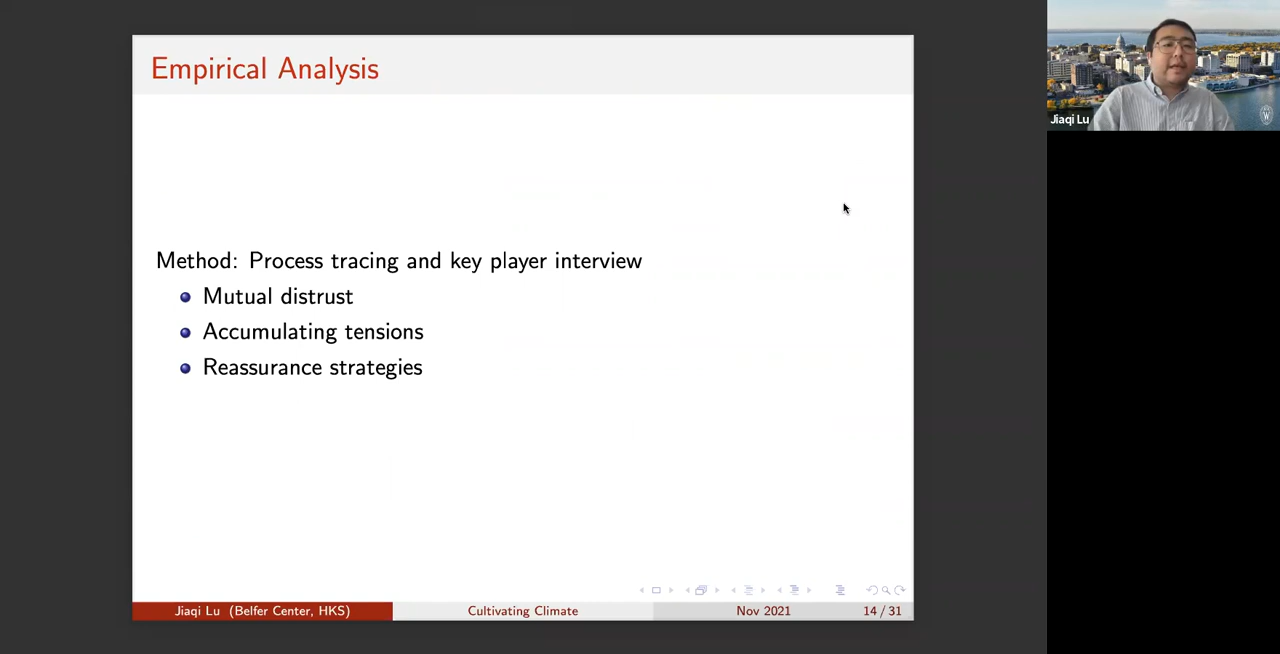 Empirical Analysis
Method: Process tracing and key player interview
Mutual distrust
Accumulating tensions
Reassurance strategies
Jiaqi Lu (Belfer Center, HKS)
Cultivating Climate
Nov 2021
14 / 31
Jiaqi Lu
W